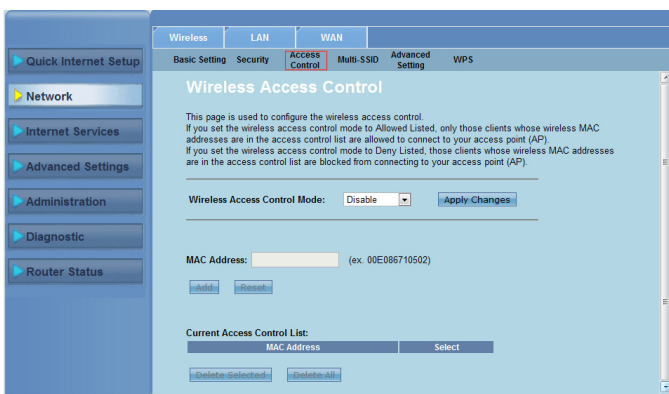 Wireless LAN WAN
Quick Internet Setup
Network
Internet Services
Advanced Settings
Administration
Diagnostic
Router Status
Basic Setting Security Access Control Multi-SSID Advanced Setting WPS
Wireless Access Control
This page is used to configure the wireless access control.
If you set the wireless access control mode to Allowed Listed, only those clients whose wireless MAC
addresses are in the access control list are allowed to connect to your access point (AP).
If you set the wireless access control mode to Deny Listed, those clients whose wireless MAC addresses
are in the access control list are blocked from connecting to your access point (AP).
Wireless Access Control Mode: Disable Apply Changes
MAC Address: (ex. 00E086710502)
Add Reset
Current Access Control List:
MAC Address Select
Delete Selected Delete All